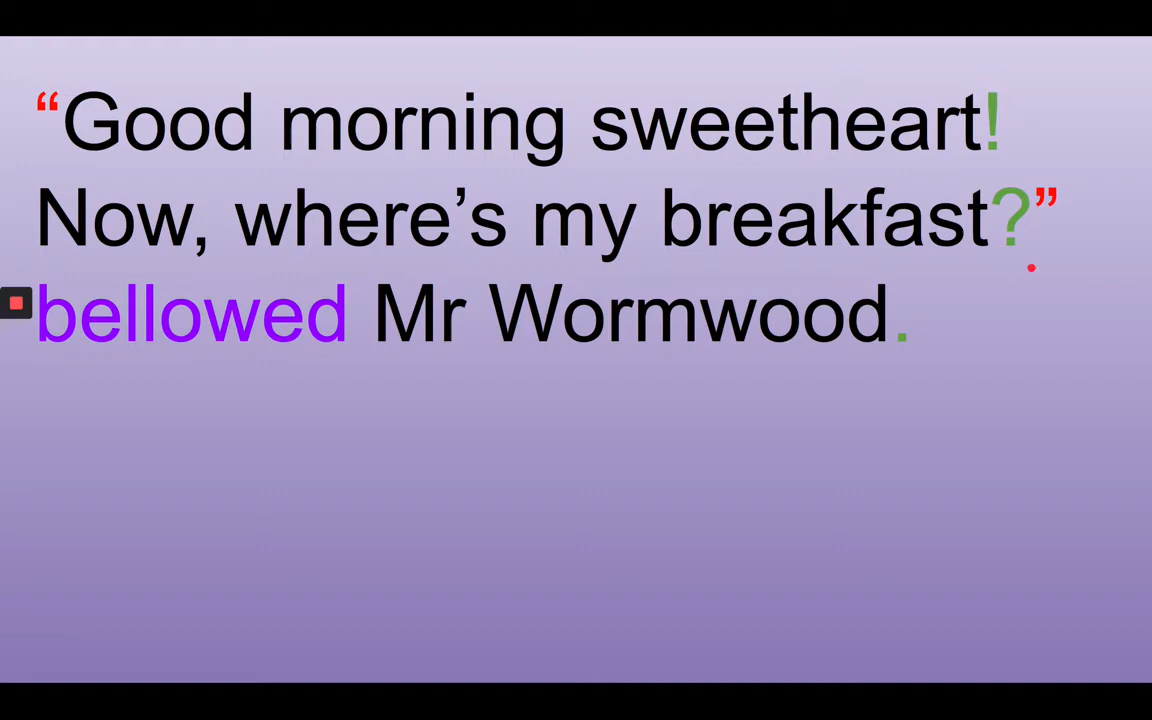 “Good morning sweetheart!
Now, where’s my breakfast?”
bellowed Mr Wormwood.